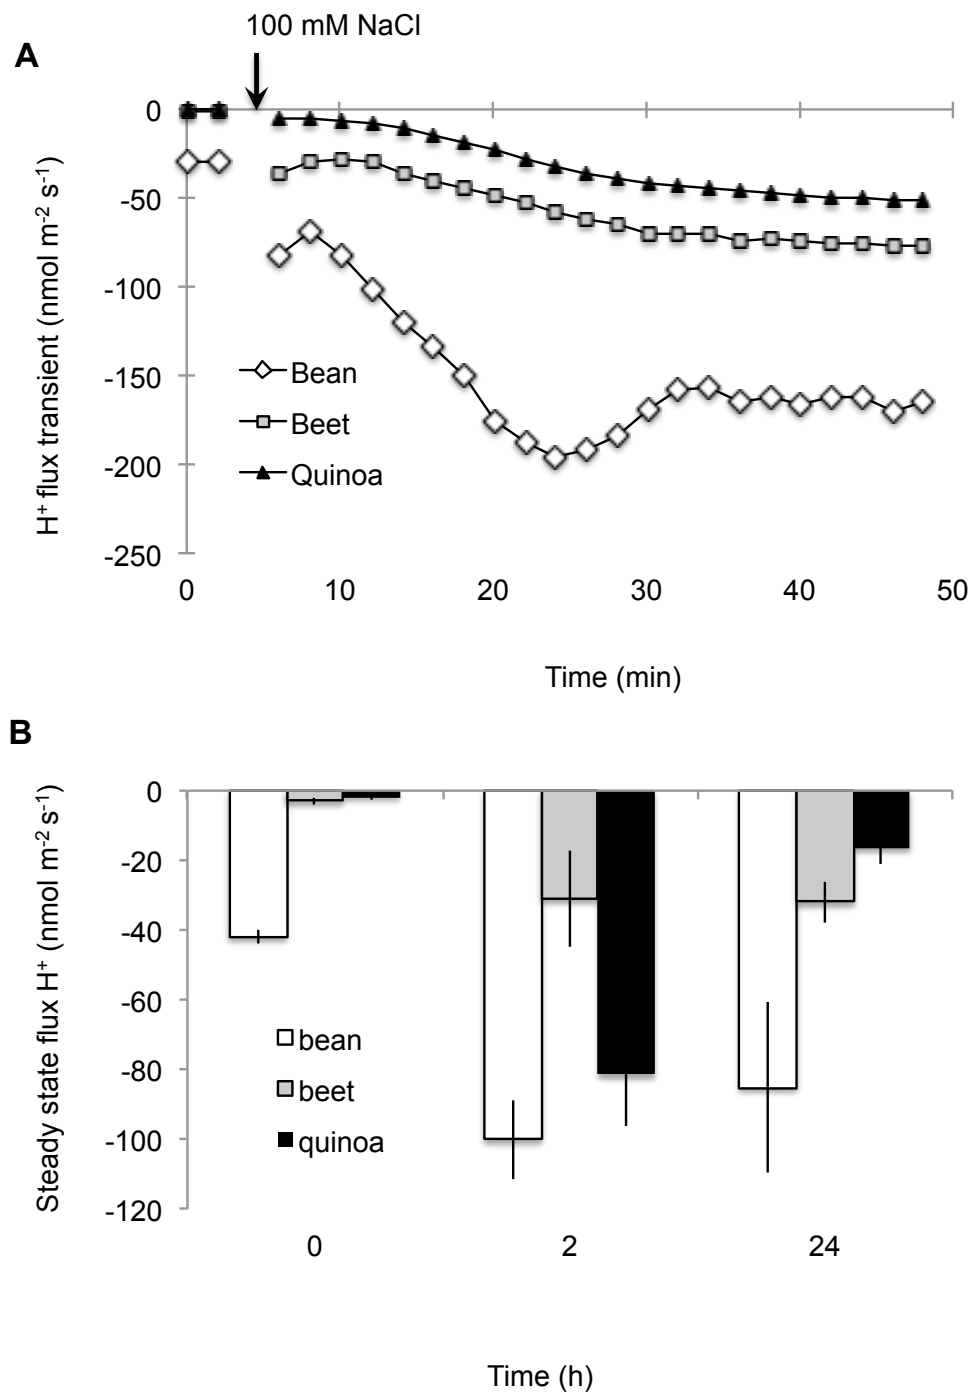 100 mM NaCl
A
0
-50
-100
-150
-200
-250
H+ flux transient (nmol m-2 s-1)
Bean
Beet
Quinoa
0 10 20 30 40 50
Time (min)
B
0
-20
-40
-60
-80
-100
-120
Steady state flux H+ (nmol m-2 s-1)
bean
beet
quinoa
0 2 24
Time (h)